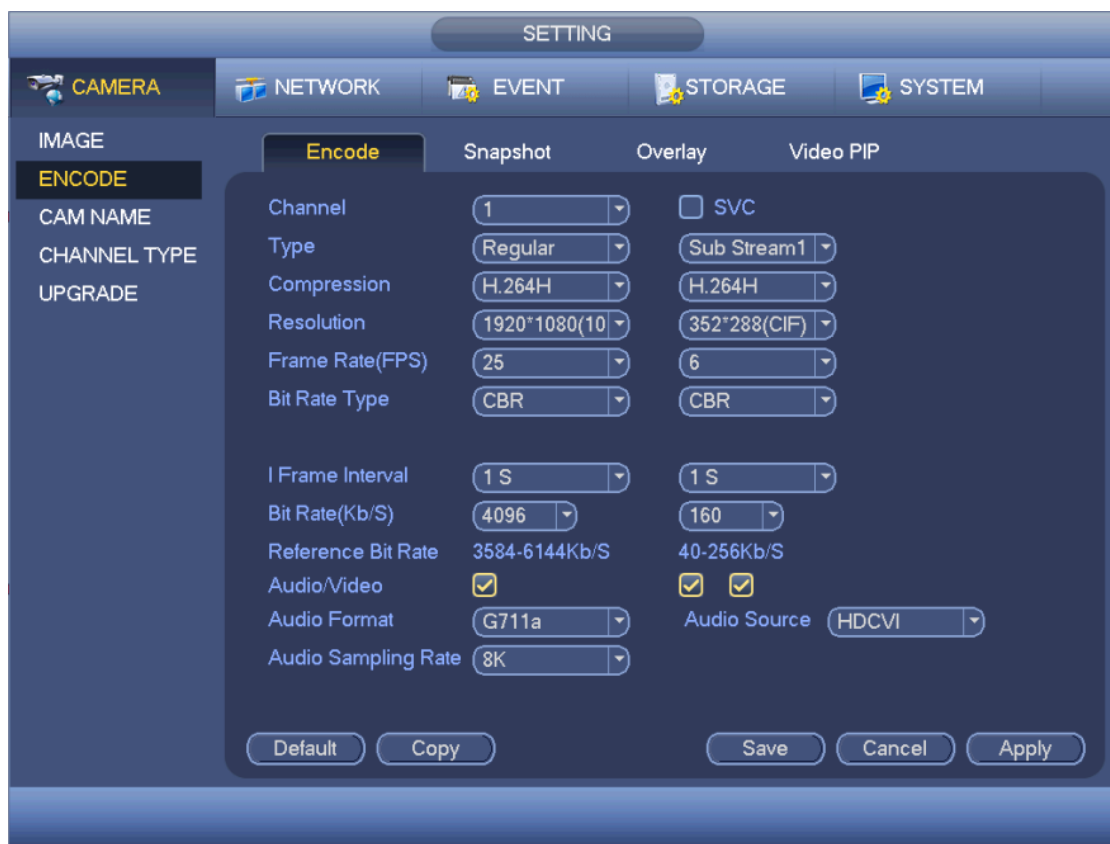 SETTING
CAMERA NETWORK EVENT STORAGE SYSTEM
IMAGE
ENCODE
CAM NAME
CHANNEL TYPE
UPGRADE
Encode Snapshot Overlay Video PIP
Channel 1 SVC
Type Regular Sub Stream1
Compression H.264H H.264H
Resolution 1920*1080(10 352*288(CIF)
Frame Rate(FPS) 25 6
Bit Rate Type CBR CBR
I Frame Interval 1 S 1 S
Bit Rate(Kb/S) 4096 160
Reference Bit Rate 3584-6144Kb/S 40-256Kb/S
Audio/Video
Audio Format G711a Audio Source HDCVI
Audio Sampling Rate 8K
Default Copy Save Cancel Apply